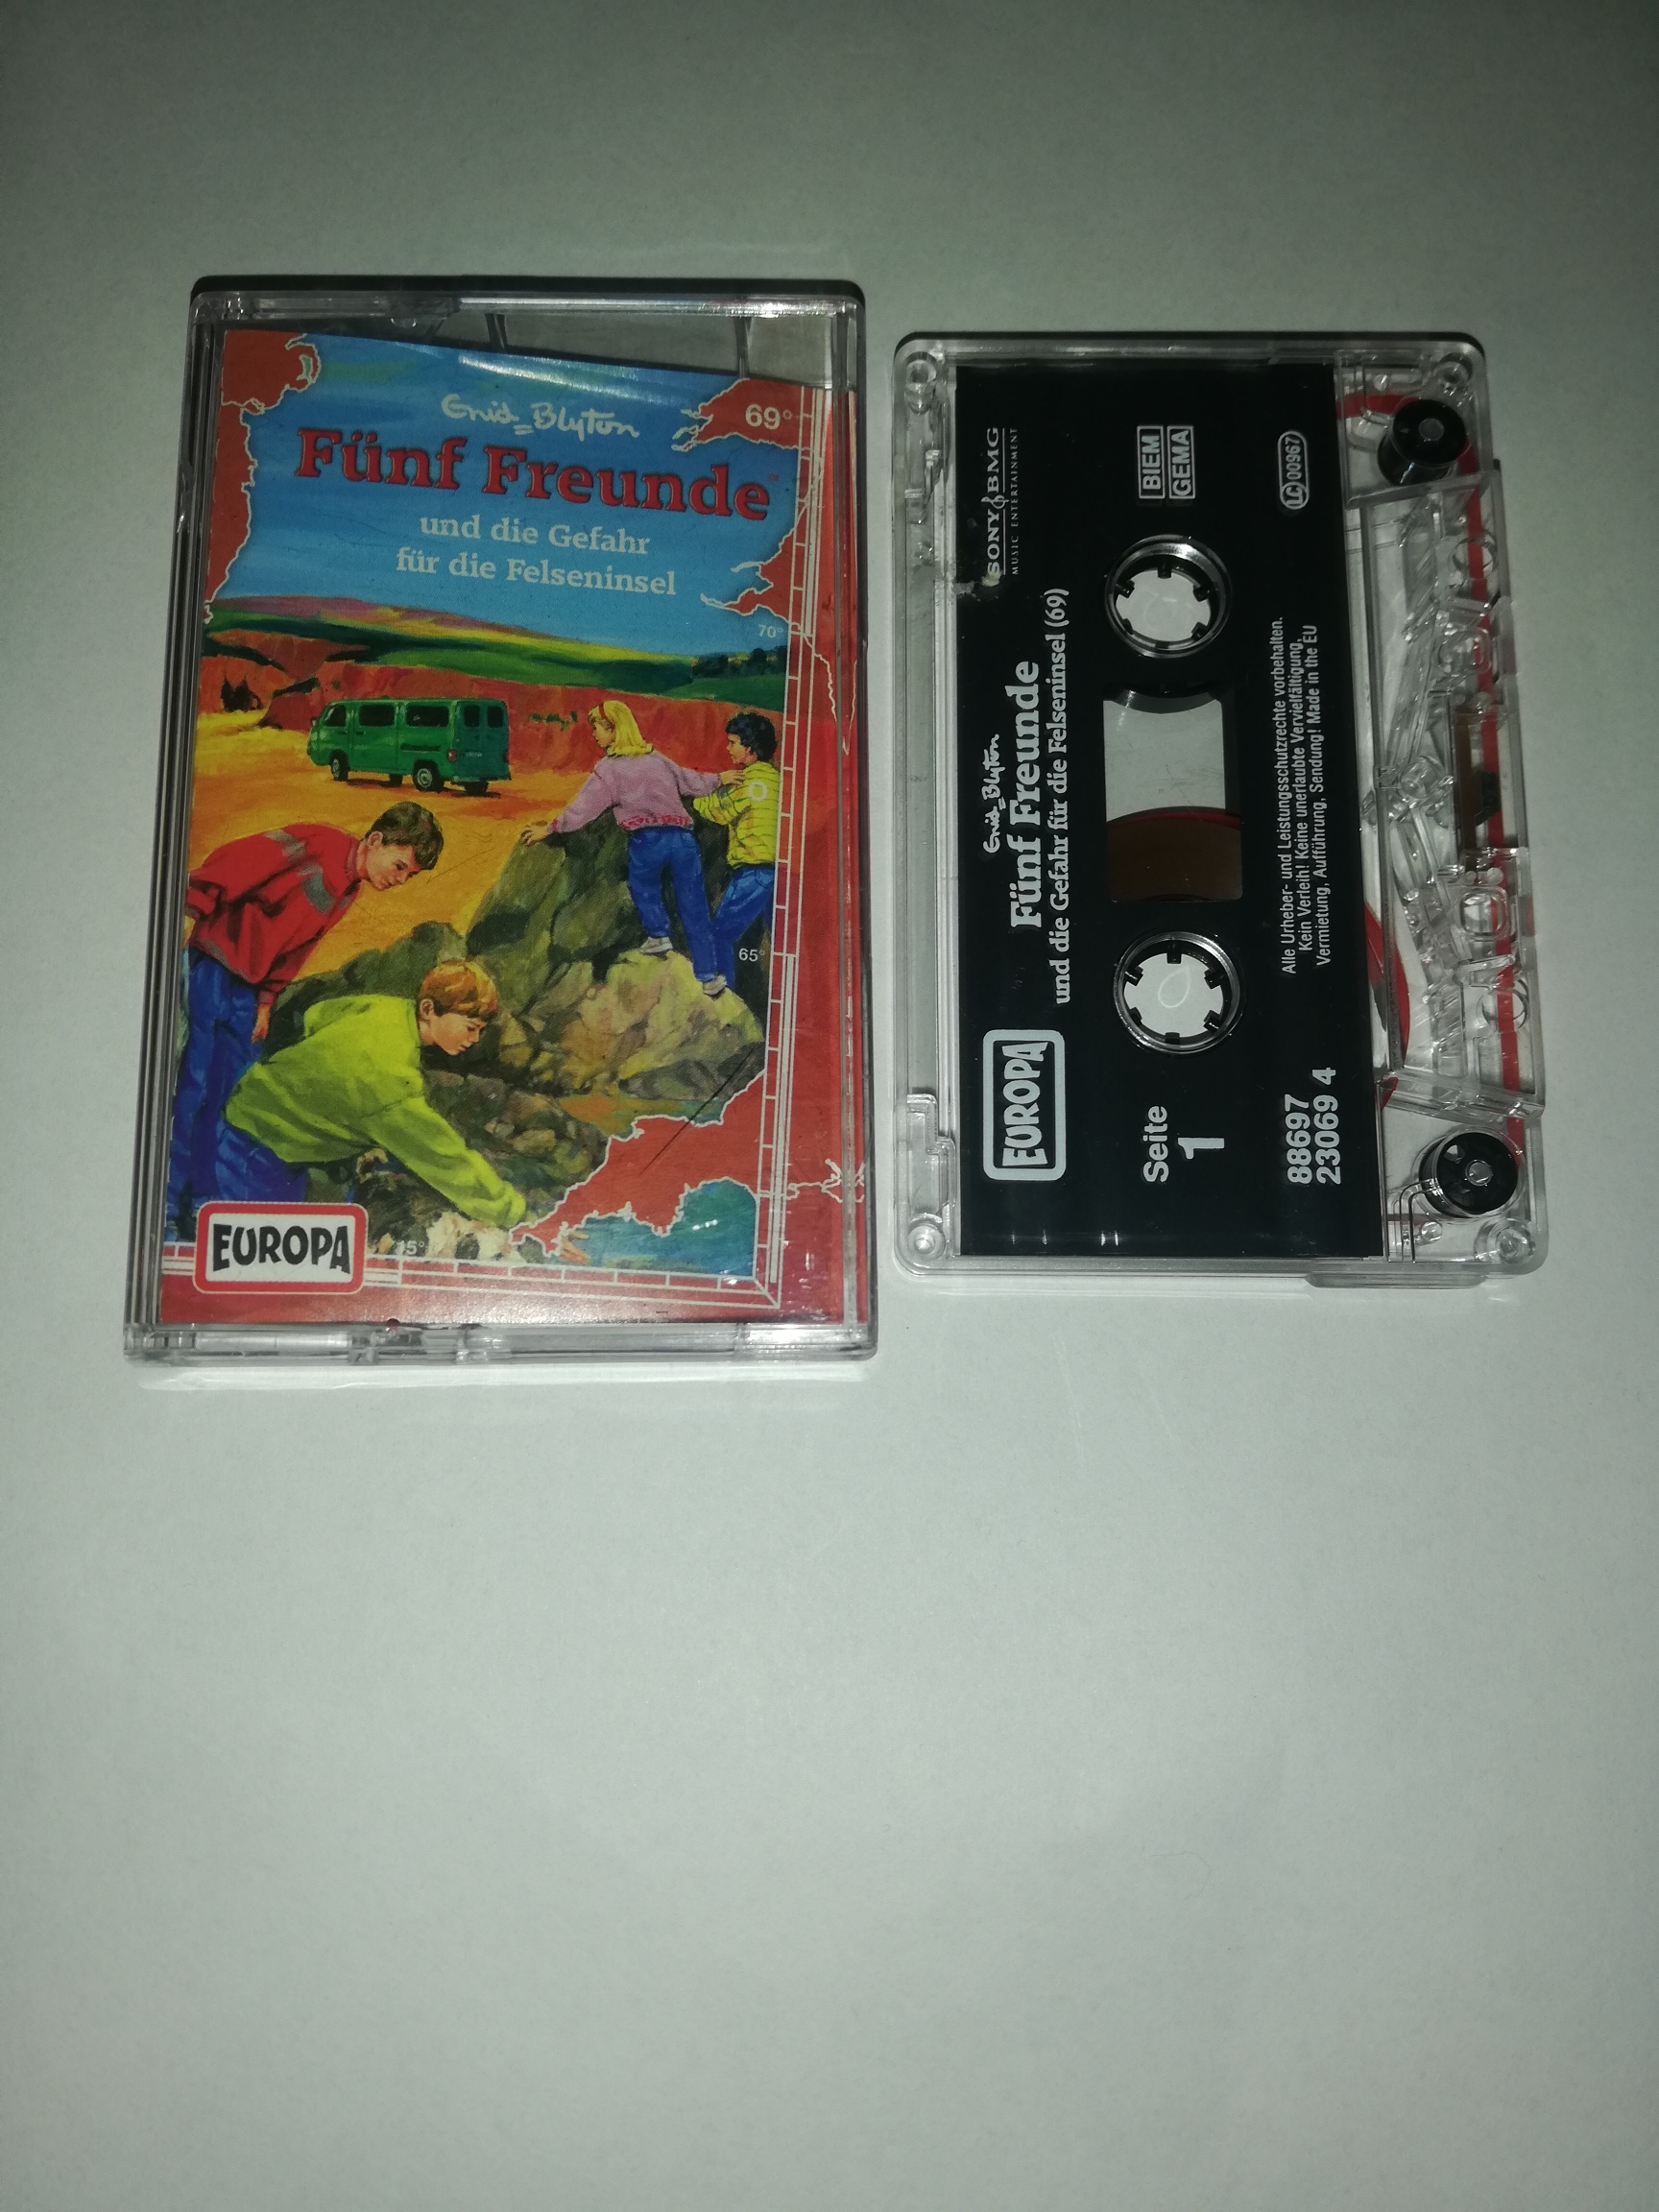 Enid Blyton
69°
Fünf Freunde™
und die Gefahr
für die Felseninsel
70°
65°
15°
EUROPA
SONY BMG
MUSIC ENTERTAINMENT
BIEM
GEMA
LC 00967
Enid Blyton
Fünf Freunde
und die Gefahr für die Felseninsel (69)
EUROPA
Seite
1
Alle Urheber- und Leistungsschutzrechte vorbehalten.
Kein Verleih! Keine unerlaubte Vervielfältigung,
Vermietung, Aufführung, Sendung! Made in the EU
88697
23069 4